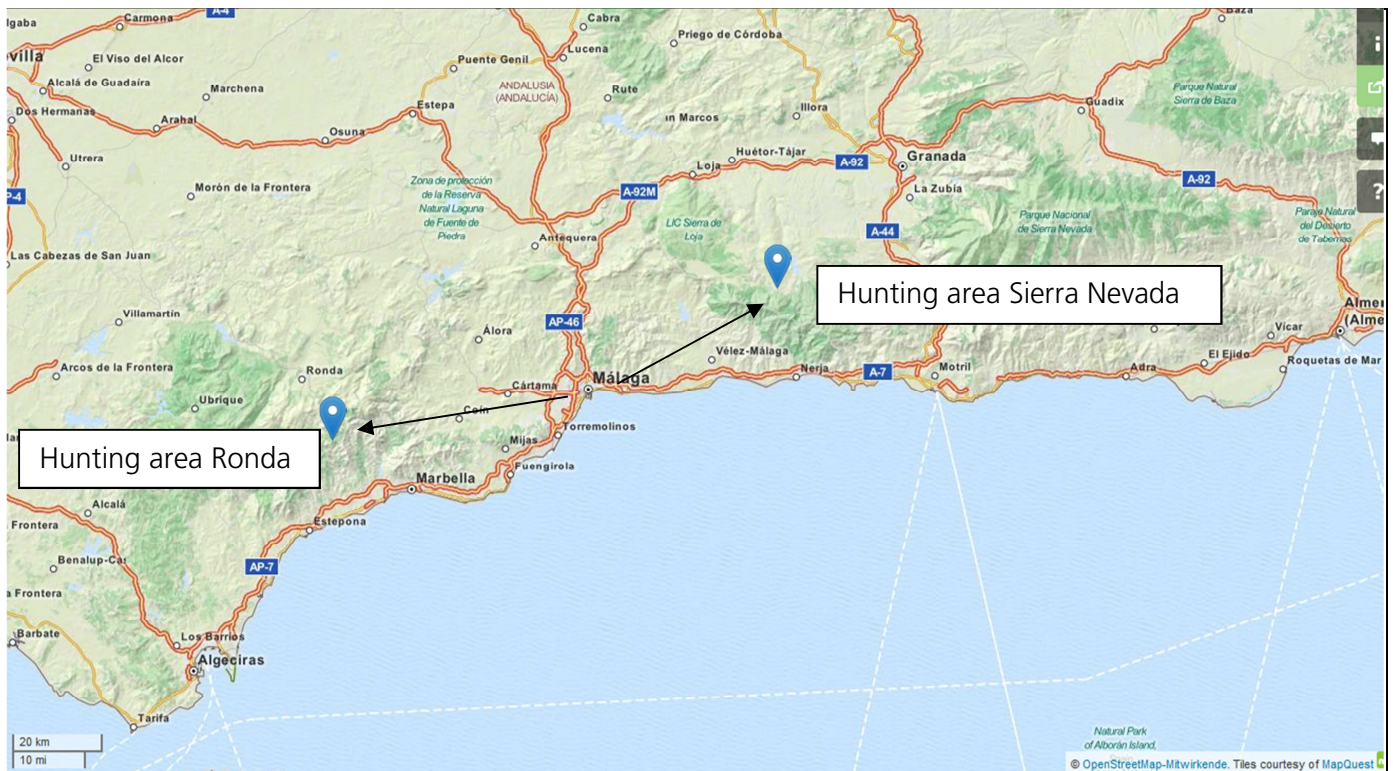 A-4
Carmona
Cabra
Baza
lgaba
Priego de Córdoba
villa
El Viso del Alcor
Lucena
Puente Genil
Alcalá de Guadaíra
Marchena
ANDALUSIA
(ANDALUCÍA)
Rute
Parque Natural
Sierra de Baza
Dos Hermanas
Estepa
Illora
Guadix
Arahal
Osuna
n Marcos
Utrera
Huétor-Tájar
Granada
Loja
A-92
A-92
P-4
Morón de la Frontera
Zona de protección
de la Reserva
Natural Laguna
de Fuente de
Piedra
A-92M
La Zubia
LIC Sierra de
Loja
Parque Nacional
de Sierra Nevada
Paraje Natural
del Desierto
de Tabernas
Antequera
A-44
Las Cabezas de San Juan
Hunting area Sierra Nevada
Villamartín
AP-46
Álora
Almer
(Alme
Vícar
Vélez-Málaga
El Ejido
Roquetas de Mar
Arcos de la Frontera
Ronda
Cártama
Málaga
Nerja
A-7
Motril
Adra
Ubrique
Coín
Torremolinos
Mijas
Hunting area Ronda
Fuengirola
Marbella
Alcalá
Frontera
Estepona
Benalup-Cas
AP-7
a Frontera
Barbate
Los Barrios
Algeciras
Tarifa
20 km
10 mi
Natural Park
of Alborán Island,
© OpenStreetMap-Mitwirkende. Tiles courtesy of MapQuest